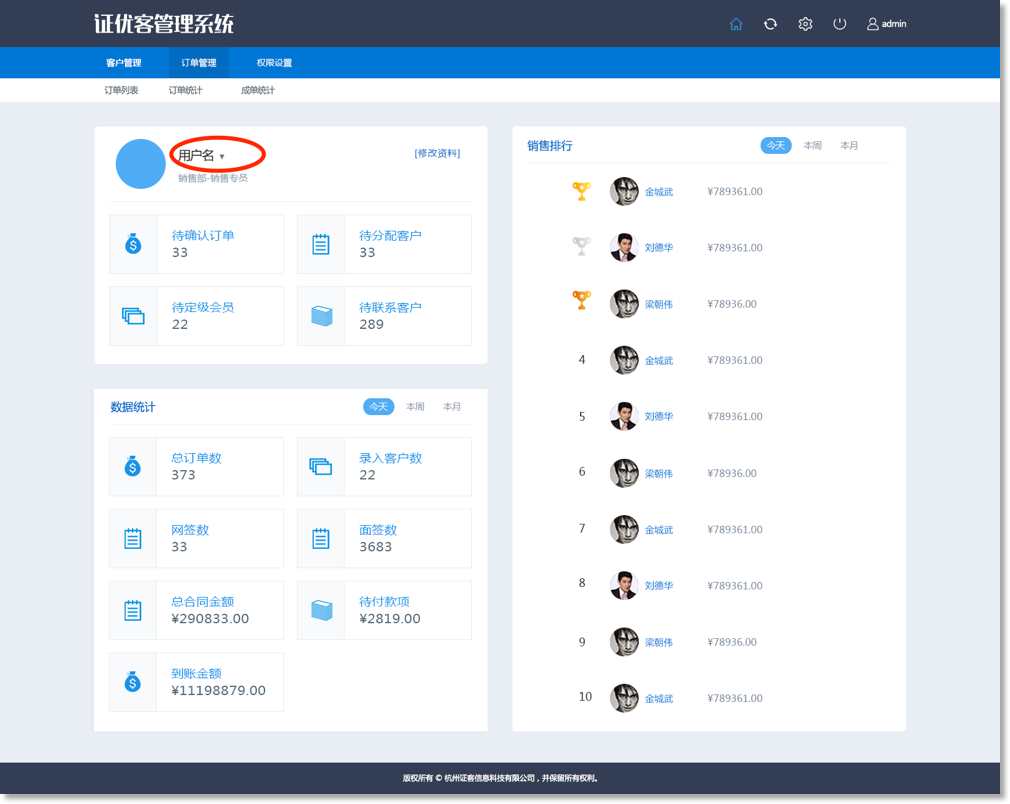 证优客管理系统
admin
客户管理 订单管理 权限设置
订单列表 订单统计 成单统计
用户名 ▾
[修改资料]
销售部-销售专员
待确认订单
33
待分配客户
33
待定级会员
22
待联系客户
289
数据统计
今天 本周 本月
总订单数
373
录入客户数
22
网签数
33
面签数
3683
总合同金额
¥290833.00
待付款项
¥2819.00
到账金额
¥11198879.00
销售排行
今天 本周 本月
金城武 ¥789361.00
刘德华 ¥789361.00
梁朝伟 ¥78936.00
4 金城武 ¥789361.00
5 刘德华 ¥789361.00
6 梁朝伟 ¥78936.00
7 金城武 ¥789361.00
8 刘德华 ¥789361.00
9 梁朝伟 ¥78936.00
10 金城武 ¥789361.00
版权所有 © 杭州证客信息科技有限公司，并保留所有权利。